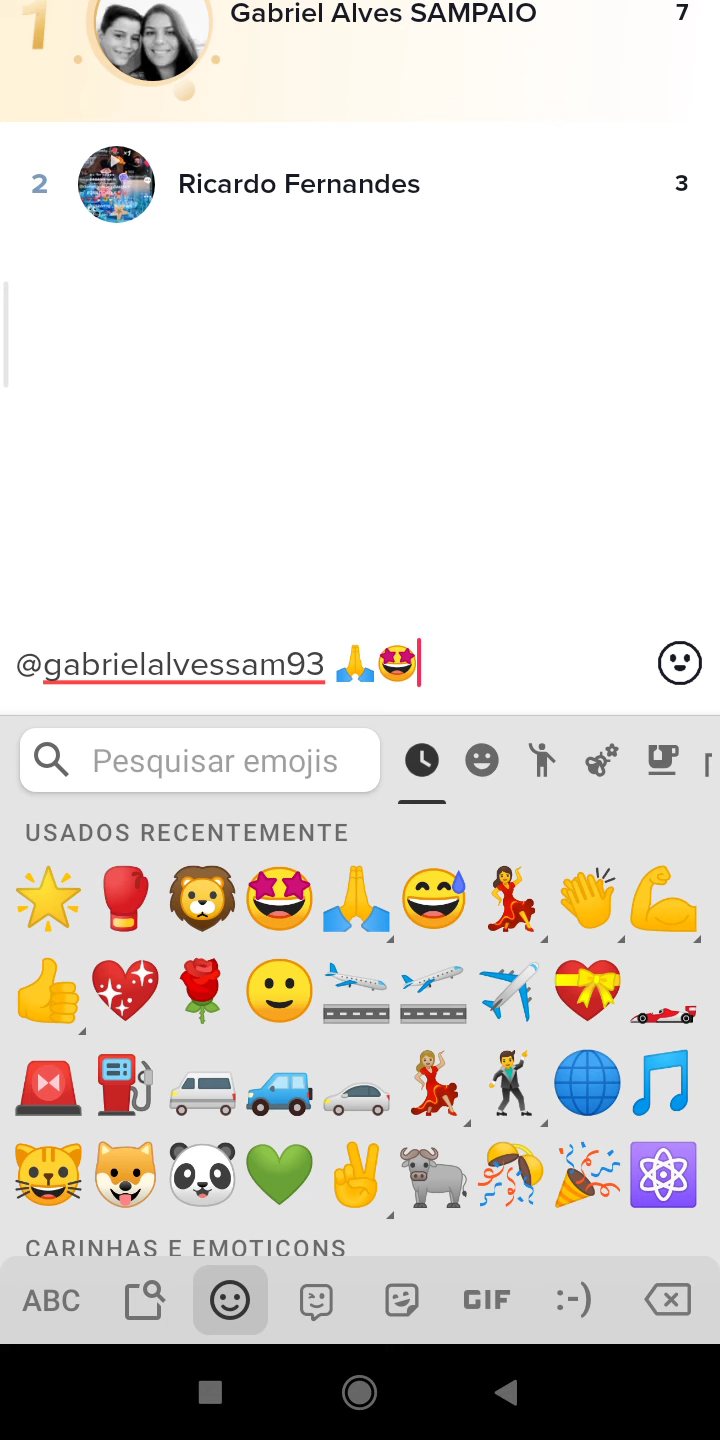 1
Gabriel Alves SAMPAIO 7
2 Ricardo Fernandes 3
@gabrielalvessam93 🙏🤩
Pesquisar emojis
USADOS RECENTEMENTE
CARINHAS E EMOTICONS
ABC GIF :-)